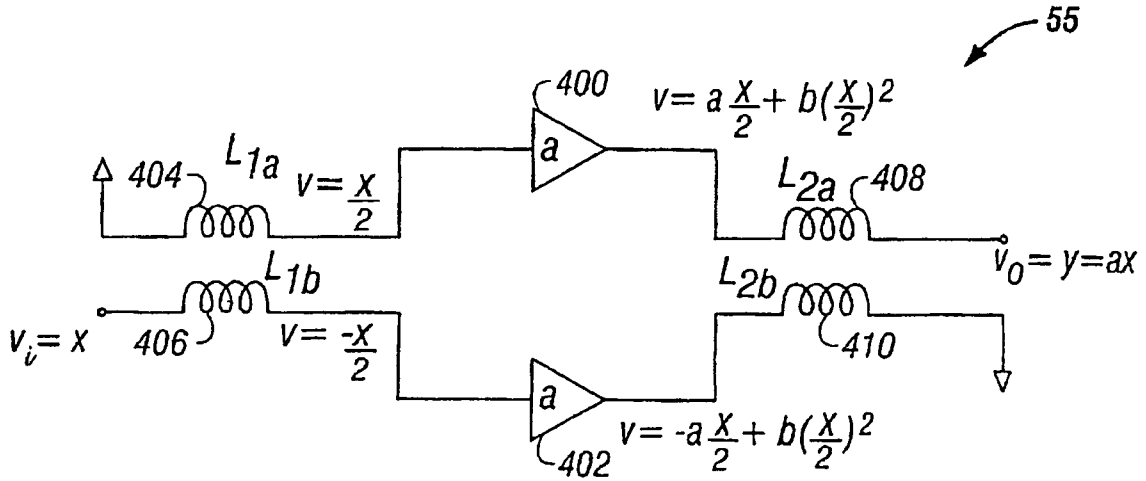 55
400
v = a x/2 + b(x/2)²
a
L1a
404
v = x/2
L2a
408
L1b
vi = x
406
v = -x/2
L2b
410
vo = y = ax
a
402
v = -a x/2 + b(x/2)²